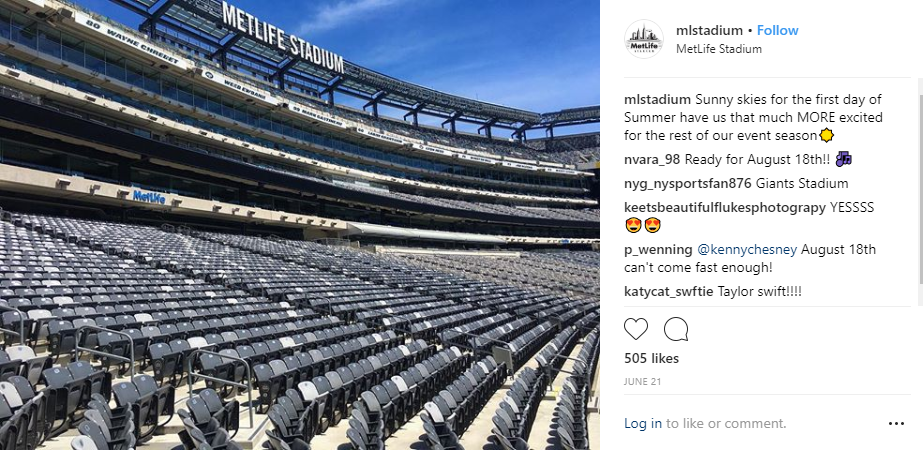 METLIFE STADIUM
80 WAYNE CHREBET
MetLife
mlstadium • Follow
MetLife Stadium
mlstadium Sunny skies for the first day of
Summer have us that much MORE excited
for the rest of our event season
nvara_98 Ready for August 18th!!
nyg_nysportsfan876 Giants Stadium
keetsbeautifulflukesphotograpy YESSSS
p_wenning @kennychesney August 18th
can't come fast enough!
katycat_swftie Taylor swift!!!!
505 likes
JUNE 21
Log in to like or comment.